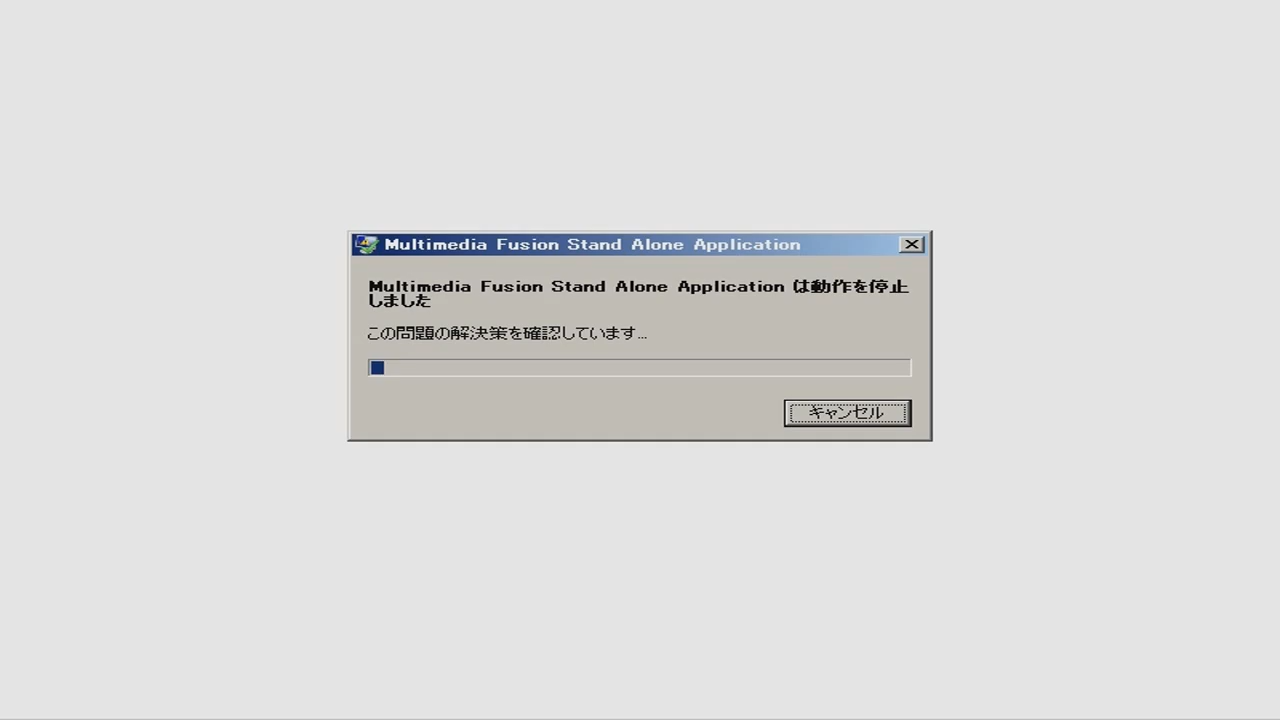 Multimedia Fusion Stand Alone Application
Multimedia Fusion Stand Alone Application は動作を停止
しました
この問題の解決策を確認しています...
キャンセル